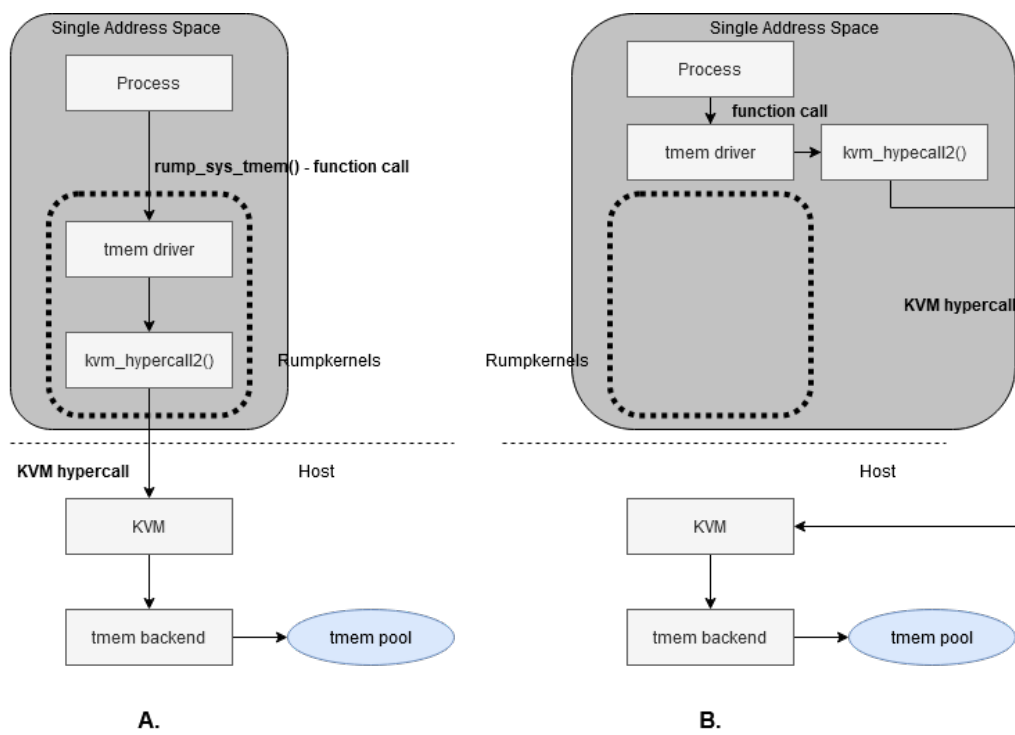 Single Address Space
Process
rump_sys_tmem() - function call
tmem driver
kvm_hypercall2()
Rumpkernels
KVM hypercall
Host
KVM
tmem backend
tmem pool
A.
Single Address Space
Process
function call
tmem driver
kvm_hypecall2()
KVM hypercall
Rumpkernels
Host
KVM
tmem backend
tmem pool
B.